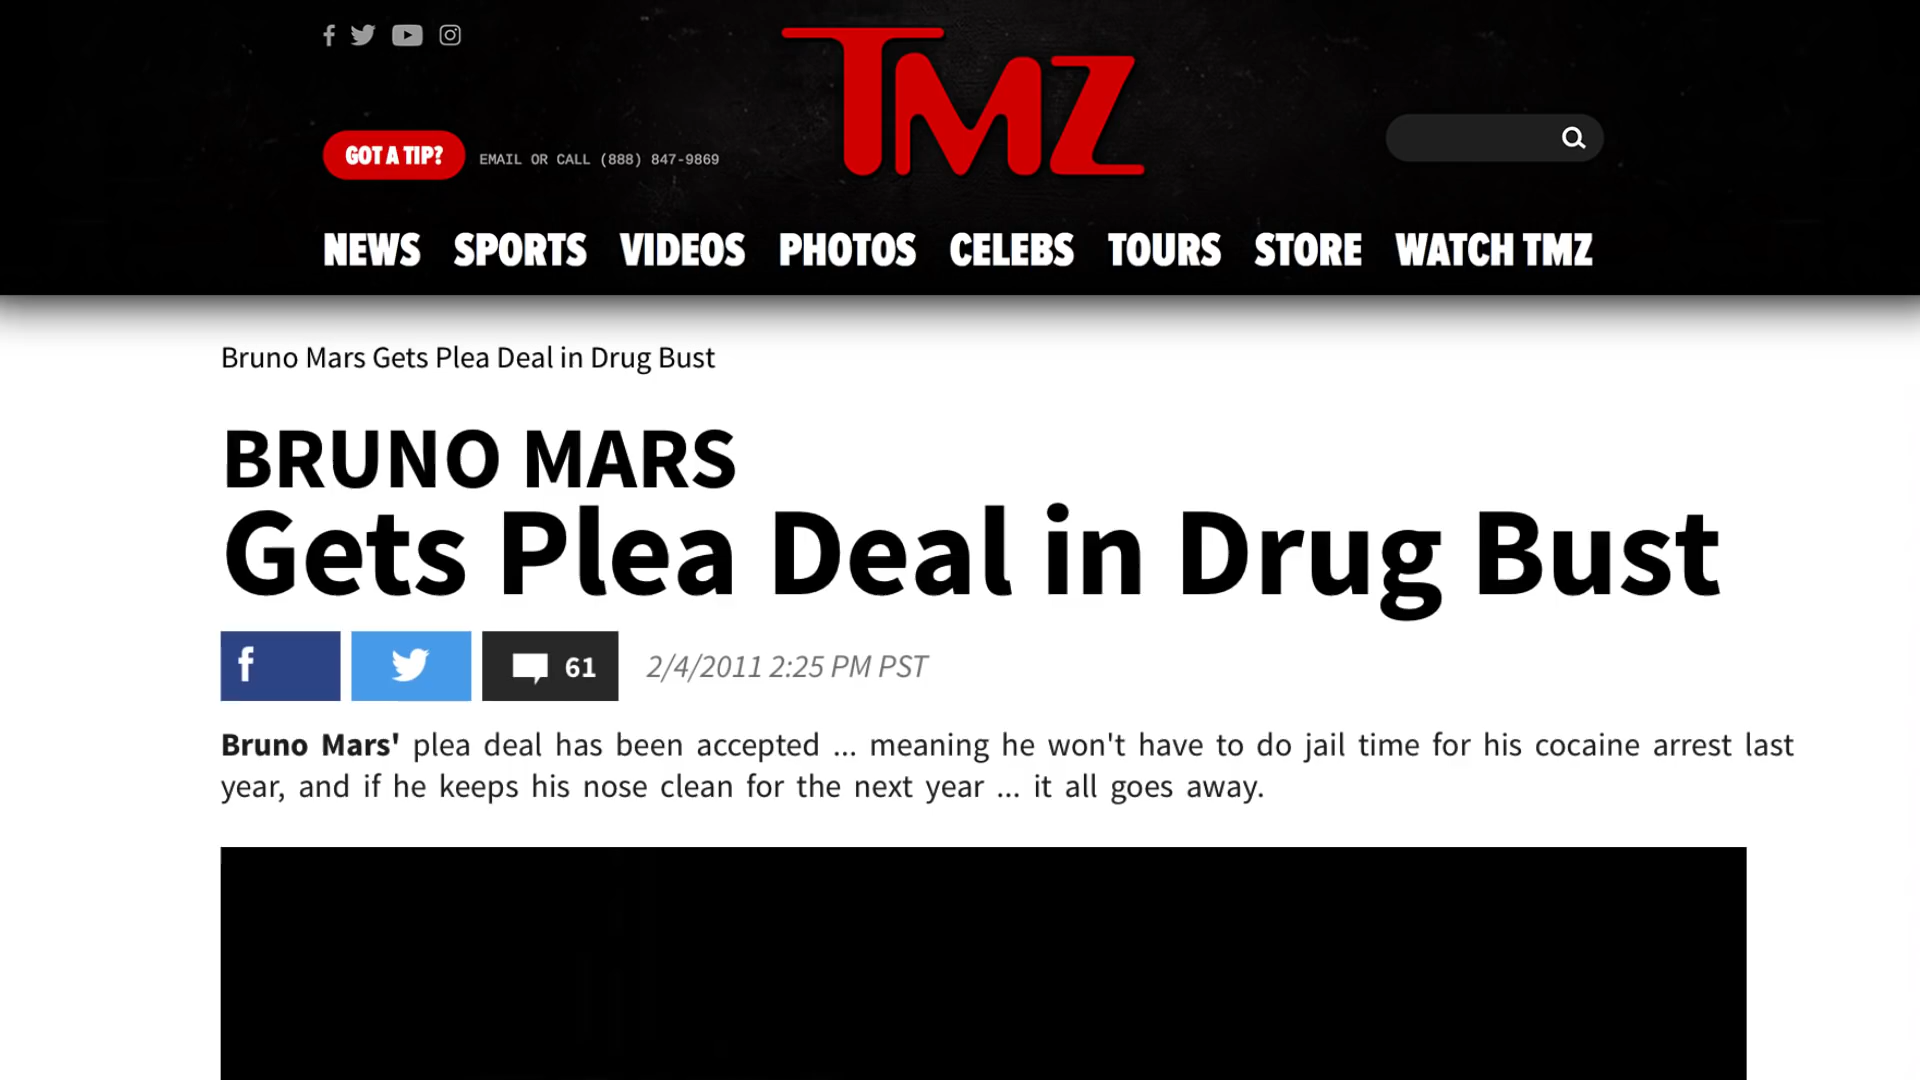 TMZ
GOT A TIP? EMAIL OR CALL (888) 847-9869
NEWS SPORTS VIDEOS PHOTOS CELEBS TOURS STORE WATCH TMZ
Bruno Mars Gets Plea Deal in Drug Bust
BRUNO MARS
Gets Plea Deal in Drug Bust
f 61 2/4/2011 2:25 PM PST
Bruno Mars' plea deal has been accepted ... meaning he won't have to do jail time for his cocaine arrest last
year, and if he keeps his nose clean for the next year ... it all goes away.